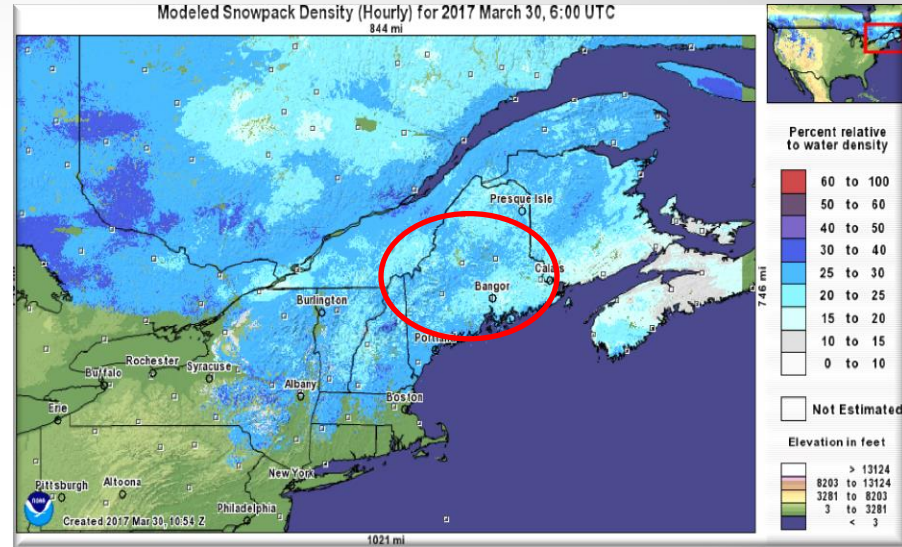 Modeled Snowpack Density (Hourly) for 2017 March 30, 6:00 UTC
844 mi
Presque Isle
Calais
Bangor
Burlington
Portland
Rochester
Syracuse
Buffalo
Albany
Boston
Erie
New York
Pittsburgh
Altoona
Philadelphia
Created 2017 Mar 30, 10:54 Z
1021 mi
746 mi
Percent relative
to water density
60 to 100
50 to 60
40 to 50
30 to 40
25 to 30
20 to 25
15 to 20
10 to 15
0 to 10
Not Estimated
Elevation in feet
> 13124
8203 to 13124
3281 to 8203
3 to 3281
< 3